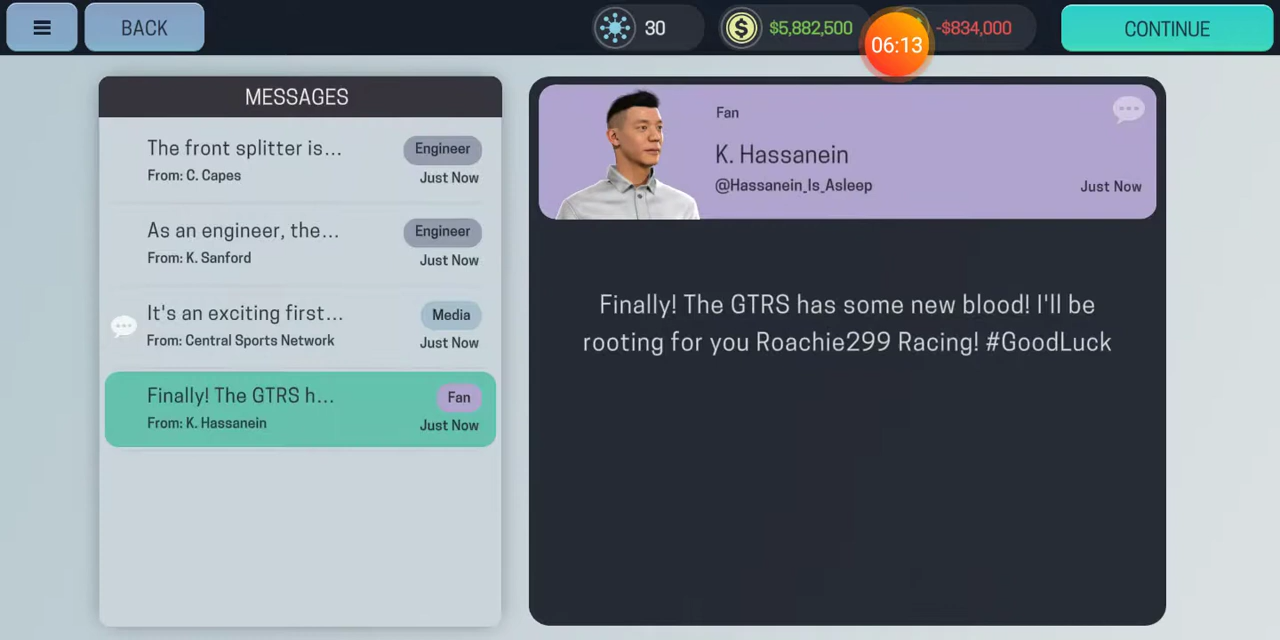 BACK
30
$5,882,500
06:13
-$834,000
CONTINUE
MESSAGES
The front splitter is...
Engineer
From: C. Capes
Just Now
As an engineer, the...
Engineer
From: K. Sanford
Just Now
It's an exciting first...
Media
From: Central Sports Network
Just Now
Finally! The GTRS h...
Fan
From: K. Hassanein
Just Now
Fan
K. Hassanein
@Hassanein_Is_Asleep
Just Now
Finally! The GTRS has some new blood! I'll be
rooting for you Roachie299 Racing! #GoodLuck